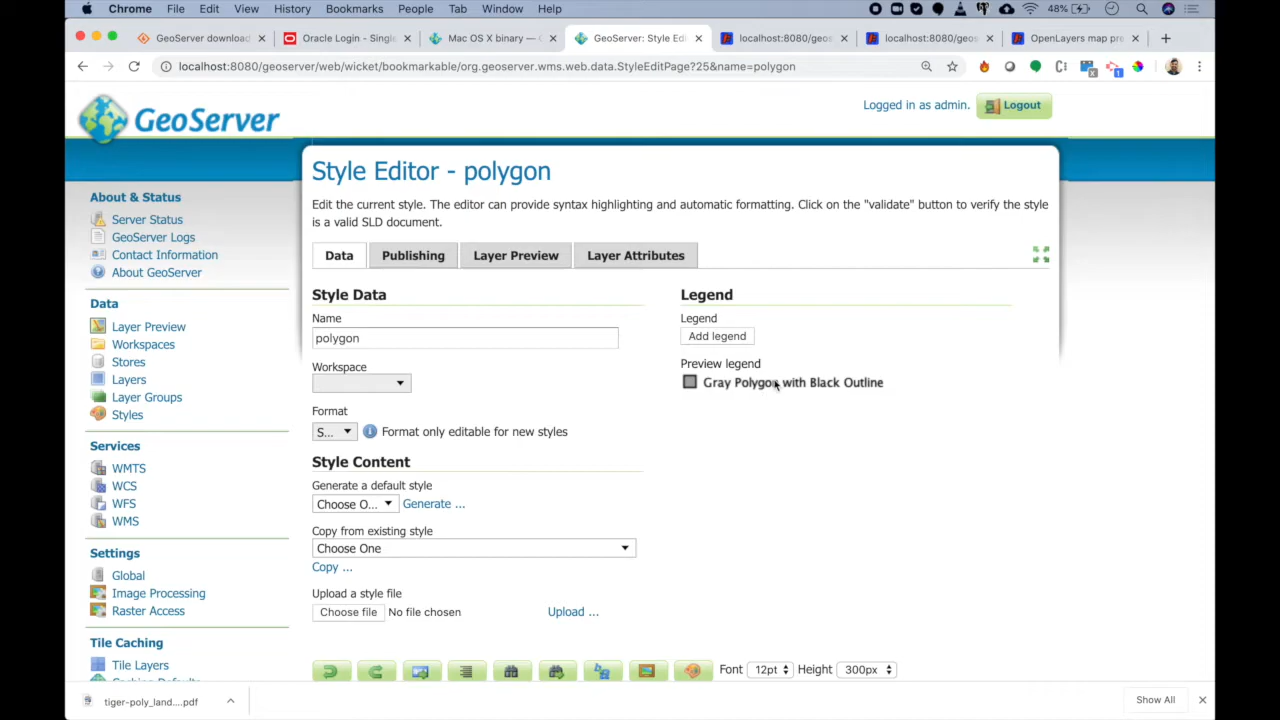 Chrome File Edit View History Bookmarks People Tab Window Help 48%
GeoServer download Oracle Login - Single Mac OS X binary — GeoServer: Style Edi localhost:8080/geos localhost:8080/geos OpenLayers map pre
localhost:8080/geoserver/web/wicket/bookmarkable/org.geoserver.wms.web.data.StyleEditPage?25&name=polygon
GeoServer
Logged in as admin. Logout
About & Status
Server Status
GeoServer Logs
Contact Information
About GeoServer
Data
Layer Preview
Workspaces
Stores
Layers
Layer Groups
Styles
Services
WMTS
WCS
WFS
WMS
Settings
Global
Image Processing
Raster Access
Tile Caching
Tile Layers
Caching Defaults
Style Editor - polygon
Edit the current style. The editor can provide syntax highlighting and automatic formatting. Click on the "validate" button to verify the style
is a valid SLD document.
Data Publishing Layer Preview Layer Attributes
Style Data
Name
polygon
Workspace
Format
S... Format only editable for new styles
Style Content
Generate a default style
Choose O... Generate ...
Copy from existing style
Choose One
Copy ...
Upload a style file
Choose file No file chosen Upload ...
Legend
Legend
Add legend
Preview legend
Gray Polygon with Black Outline
Font 12pt Height 300px
tiger-poly_land....pdf Show All